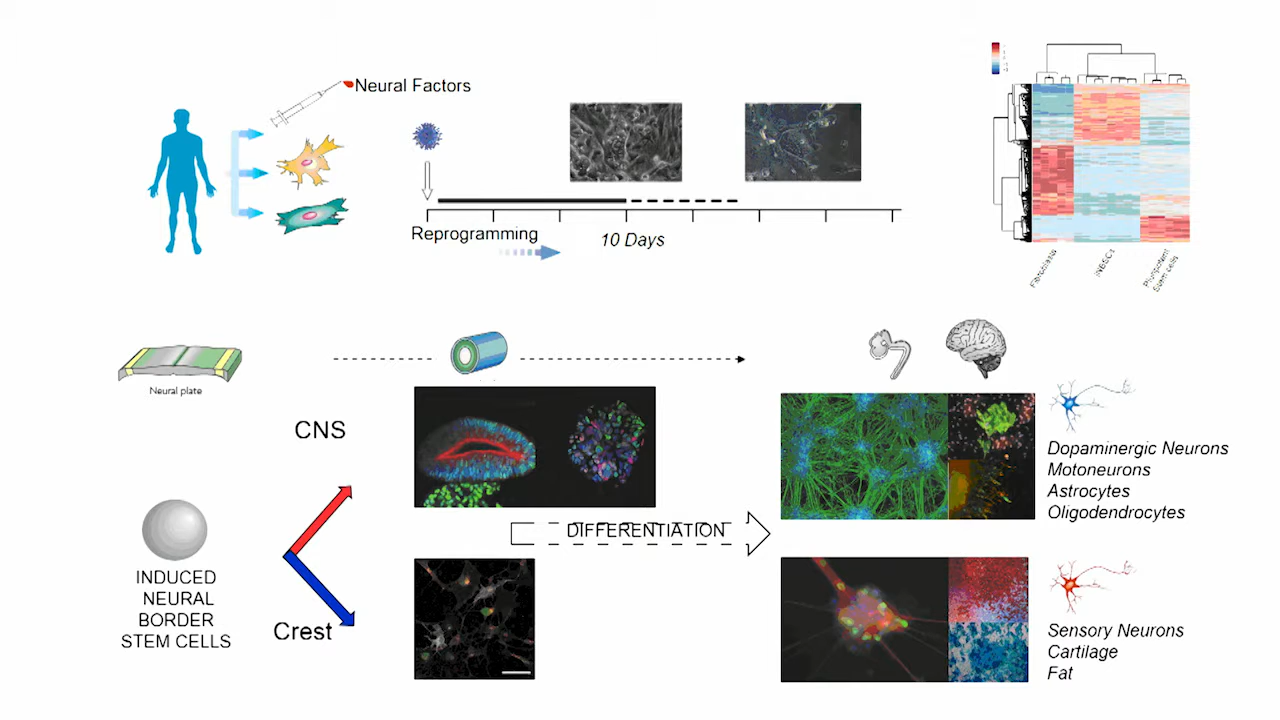 Neural Factors
Reprogramming
10 Days
Fibroblasts
iNBSCs
Pluripotent
Stem cells
Neural plate
CNS
INDUCED
NEURAL
BORDER
STEM CELLS
Crest
DIFFERENTIATION
Dopaminergic Neurons
Motoneurons
Astrocytes
Oligodendrocytes
Sensory Neurons
Cartilage
Fat